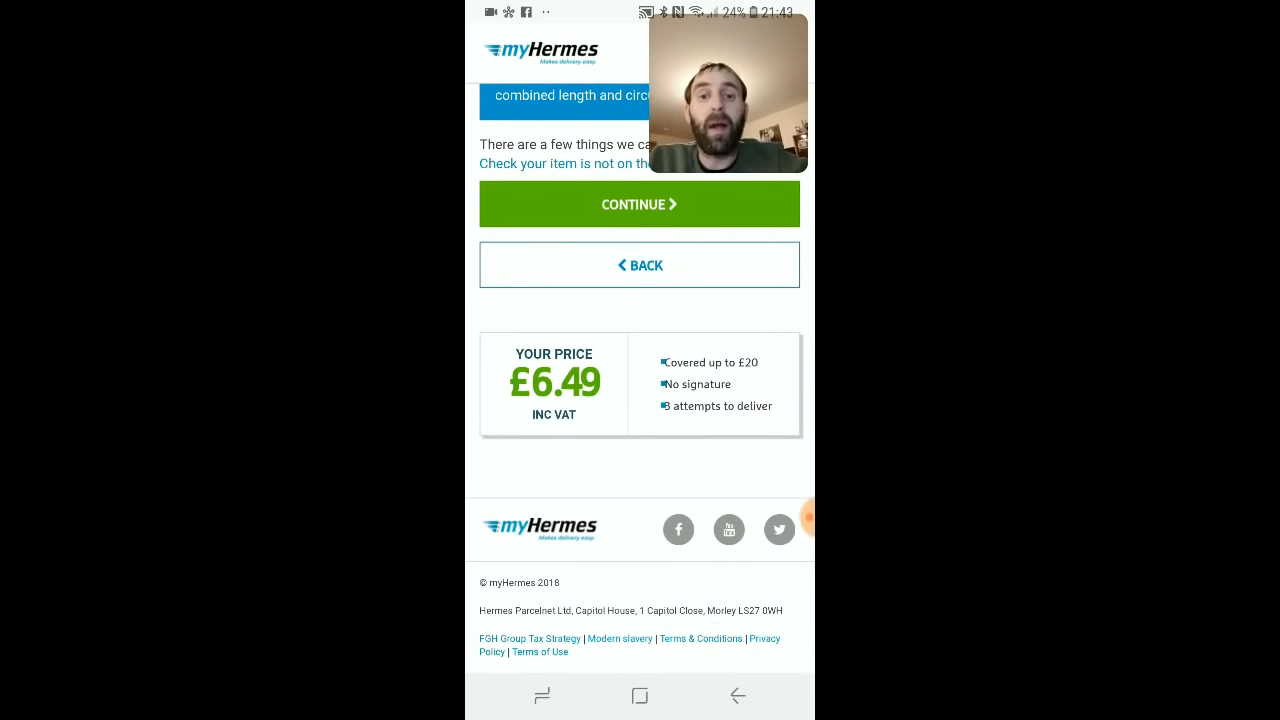 24% 21:43
myHermes
Makes delivery easy.
combined length and circu
There are a few things we ca
Check your item is not on the
CONTINUE
BACK
YOUR PRICE
£6.49
INC VAT
Covered up to £20
No signature
3 attempts to deliver
myHermes
Makes delivery easy.
You Tube
© myHermes 2018
Hermes Parcelnet Ltd, Capitol House, 1 Capitol Close, Morley LS27 0WH
FGH Group Tax Strategy | Modern slavery | Terms & Conditions | Privacy
Policy | Terms of Use